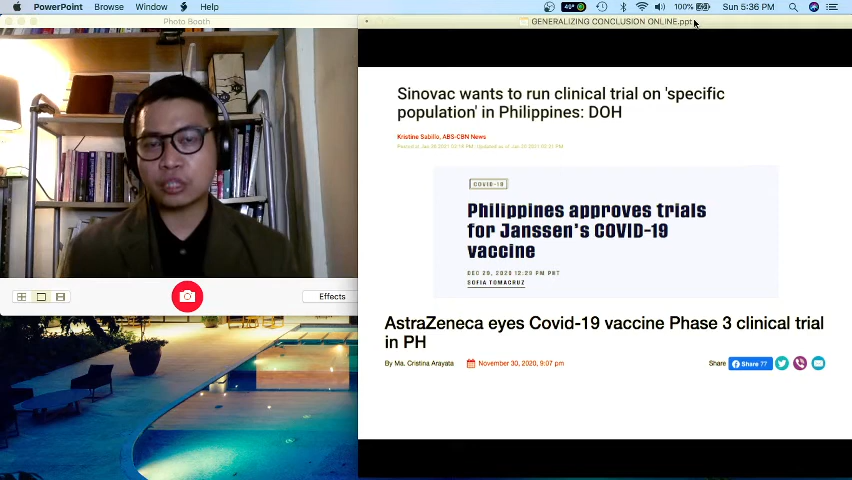 PowerPoint Browse Window Help 49° 100% Sun 5:36 PM
Photo Booth
GENERALIZING CONCLUSION ONLINE.ppt
Sinovac wants to run clinical trial on 'specific
population' in Philippines: DOH
Kristine Sabillo, ABS-CBN News
COVID-19
Philippines approves trials
for Janssen's COVID-19
vaccine
DEC 29, 2020 12:28 PM PHT
SOFIA TOMACRUZ
Effects
AstraZeneca eyes Covid-19 vaccine Phase 3 clinical trial
in PH
By Ma. Cristina Arayata November 30, 2020, 9:07 pm Share Share 77